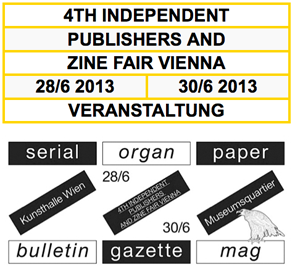 4TH INDEPENDENT
PUBLISHERS AND
ZINE FAIR VIENNA
28/6 2013 30/6 2013
VERANSTALTUNG
serial organ paper
28/6
Kunsthalle Wien
4TH INDEPENDENT
PUBLISHERS
AND ZINE FAIR VIENNA
Museumsquartier
30/6
bulletin gazette mag